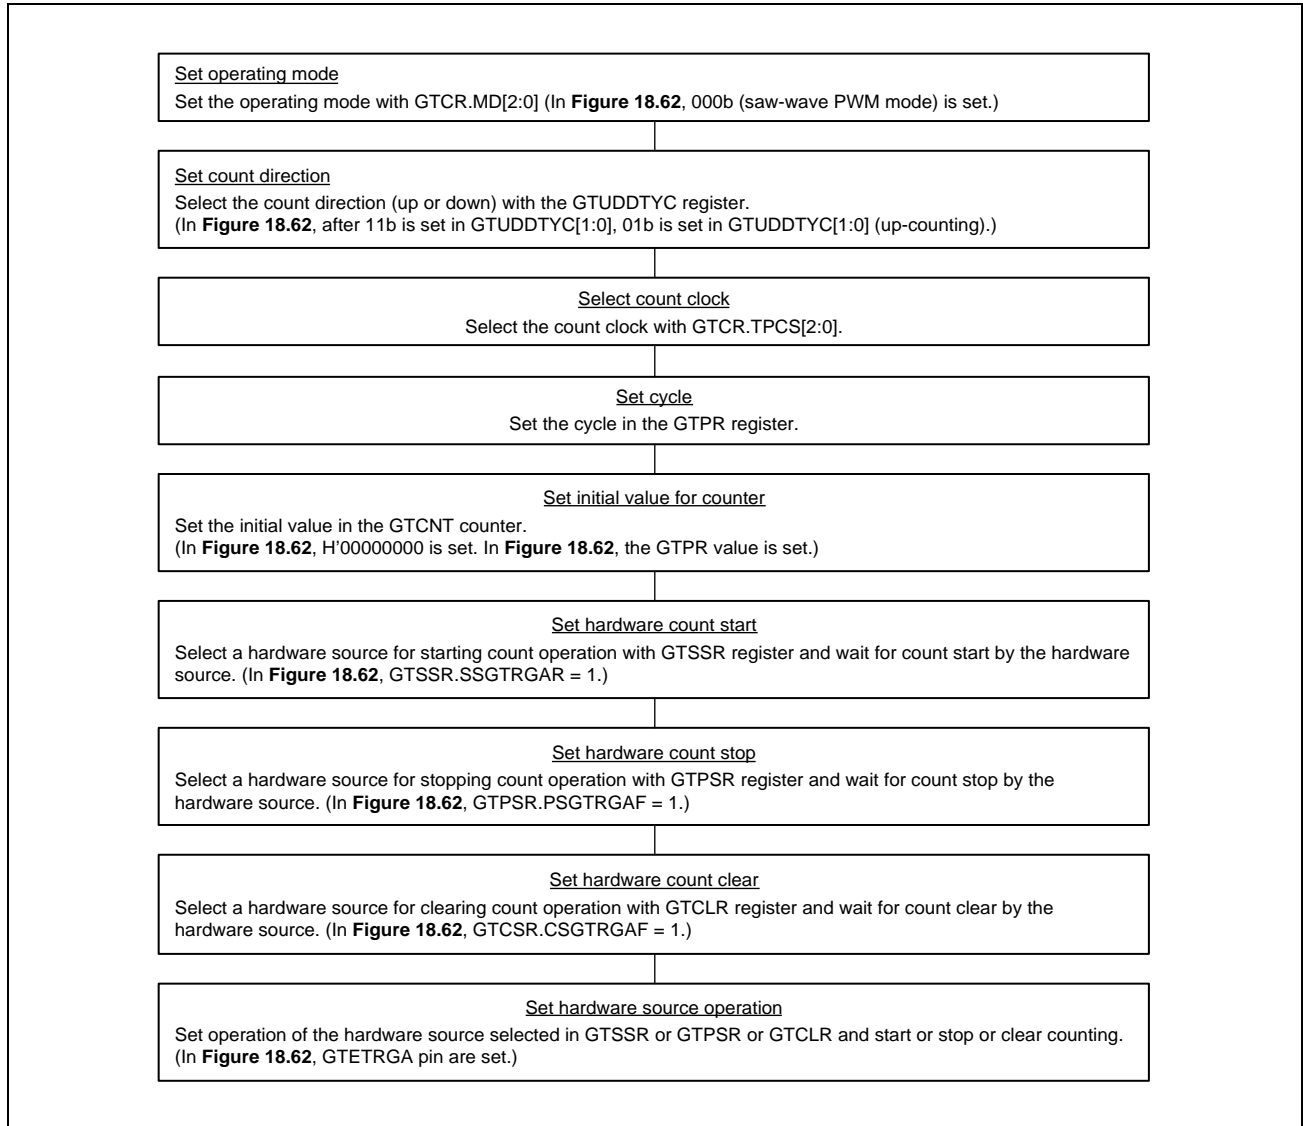 Set operating mode
Set the operating mode with GTCR.MD[2:0] (In Figure 18.62, 000b (saw-wave PWM mode) is set.)
Set count direction
Select the count direction (up or down) with the GTUDDTYC register.
(In Figure 18.62, after 11b is set in GTUDDTYC[1:0], 01b is set in GTUDDTYC[1:0] (up-counting).)
Select count clock
Select the count clock with GTCR.TPCS[2:0].
Set cycle
Set the cycle in the GTPR register.
Set initial value for counter
Set the initial value in the GTCNT counter.
(In Figure 18.62, H'00000000 is set. In Figure 18.62, the GTPR value is set.)
Set hardware count start
Select a hardware source for starting count operation with GTSSR register and wait for count start by the hardware
source. (In Figure 18.62, GTSSR.SSGTRGAR = 1.)
Set hardware count stop
Select a hardware source for stopping count operation with GTPSR register and wait for count stop by the
hardware source. (In Figure 18.62, GTPSR.PSGTRGAF = 1.)
Set hardware count clear
Select a hardware source for clearing count operation with GTCLR register and wait for count clear by the
hardware source. (In Figure 18.62, GTCSR.CSGTRGAF = 1.)
Set hardware source operation
Set operation of the hardware source selected in GTSSR or GTPSR or GTCLR and start or stop or clear counting.
(In Figure 18.62, GTETRGA pin are set.)